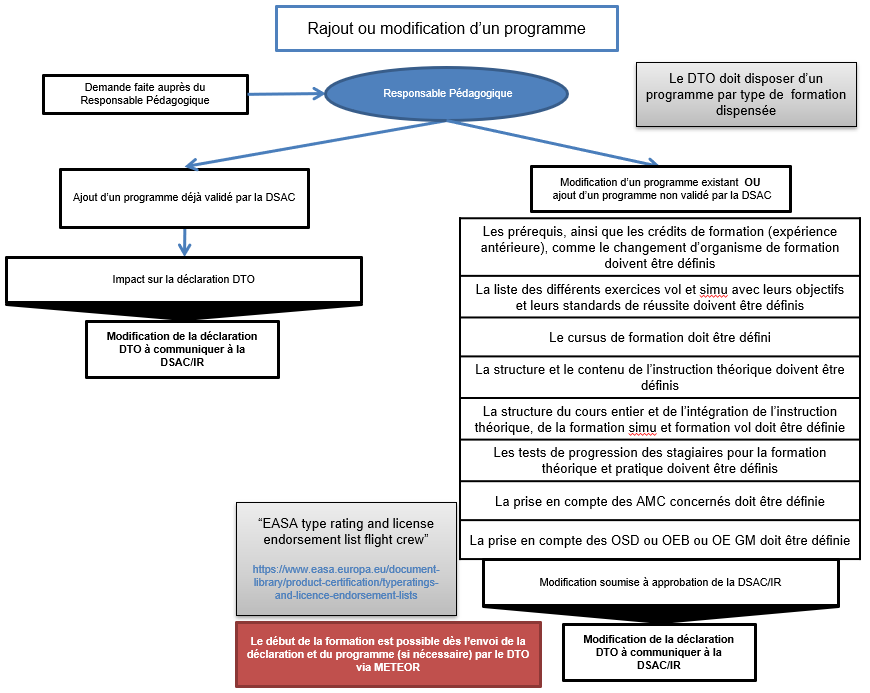 Rajout ou modification d'un programme
Demande faite auprès du
Responsable Pédagogique
Responsable Pédagogique
Le DTO doit disposer d'un
programme par type de formation
dispensée
Ajout d'un programme déjà validé par la DSAC
Impact sur la déclaration DTO
Modification de la déclaration
DTO à communiquer à la
DSAC/IR
Modification d'un programme existant OU
ajout d'un programme non validé par la DSAC
Les prérequis, ainsi que les crédits de formation (expérience
antérieure), comme le changement d'organisme de formation
doivent être définis
La liste des différents exercices vol et simu avec leurs objectifs
et leurs standards de réussite doivent être définis
Le cursus de formation doit être défini
La structure et le contenu de l'instruction théorique doivent être
définis
La structure du cours entier et de l'intégration de l'instruction
théorique, de la formation simu et formation vol doit être définie
Les tests de progression des stagiaires pour la formation
théorique et pratique doivent être définis
La prise en compte des AMC concernés doit être définie
La prise en compte des OSD ou OEB ou OE GM doit être définie
Modification soumise à approbation de la DSAC/IR
Modification de la déclaration
DTO à communiquer à la
DSAC/IR
“EASA type rating and license
endorsement list flight crew”
https://www.easa.europa.eu/document-
library/product-certification/typeratings-
and-licence-endorsement-lists
Le début de la formation est possible dès l'envoi de la
déclaration et du programme (si nécessaire) par le DTO
via METEOR